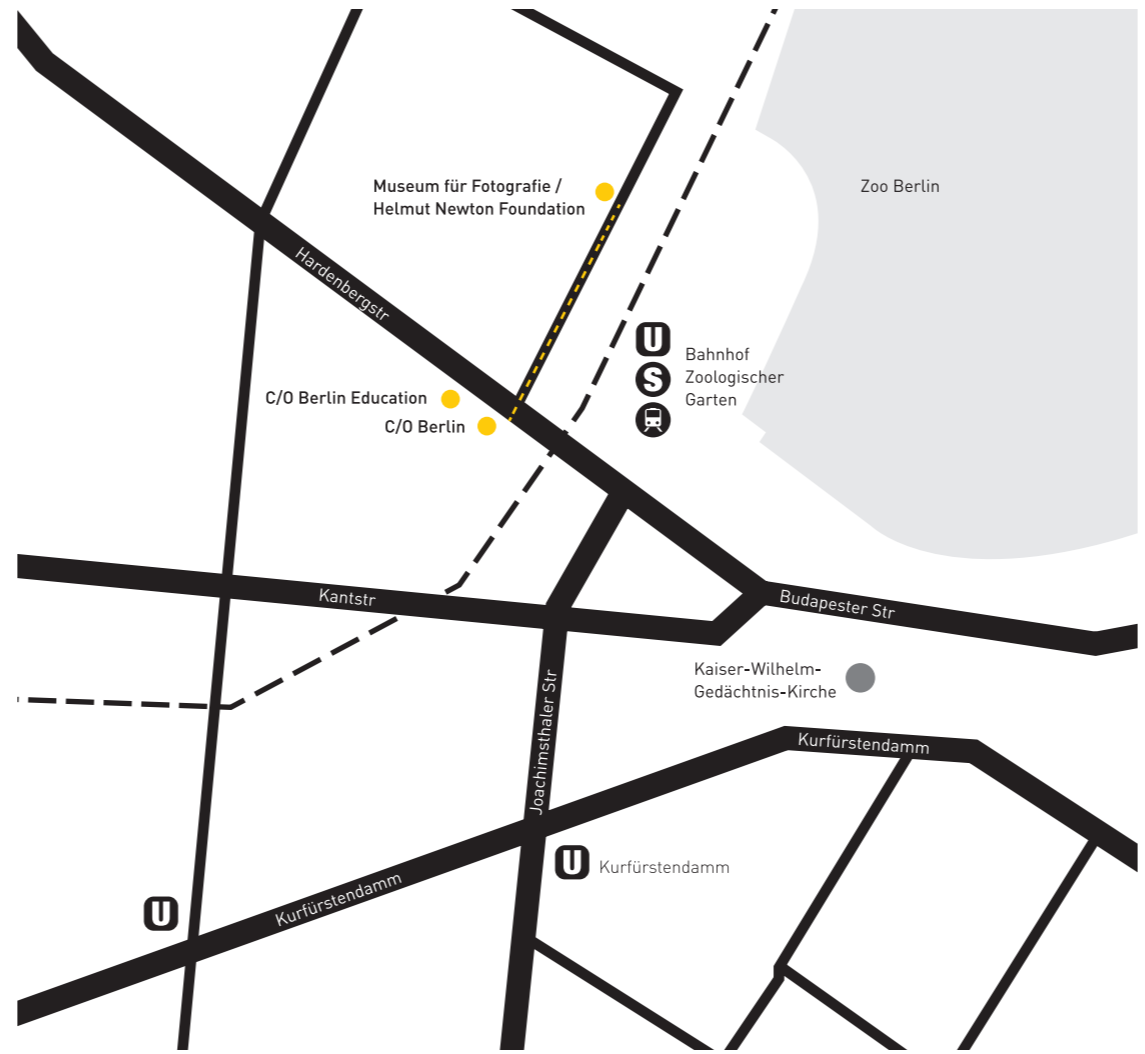 Museum für Fotografie /
Helmut Newton Foundation
Zoo Berlin
Hardenbergstr
U
S
Bahnhof
Zoologischer
Garten
C/O Berlin Education
C/O Berlin
Kantstr
Budapester Str
Kaiser-Wilhelm-
Gedächtnis-Kirche
Joachimsthaler Str
Kurfürstendamm
U
Kurfürstendamm
Kurfürstendamm
U